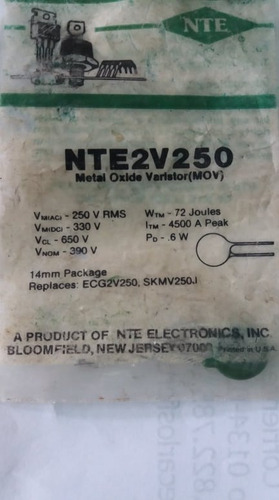 NTE
NTE2V250
Metal Oxide Varistor(MOV)
VM(AC) - 250 V RMS
VM(DC) - 330 V
VCL - 650 V
VNOM - 390 V
WTM - 72 Joules
ITM - 4500 A Peak
PD - .6 W
14mm Package
Replaces: ECG2V250, SKMV250J
A PRODUCT OF NTE ELECTRONICS, INC.
BLOOMFIELD, NEW JERSEY 07003 Printed in U.S.A.